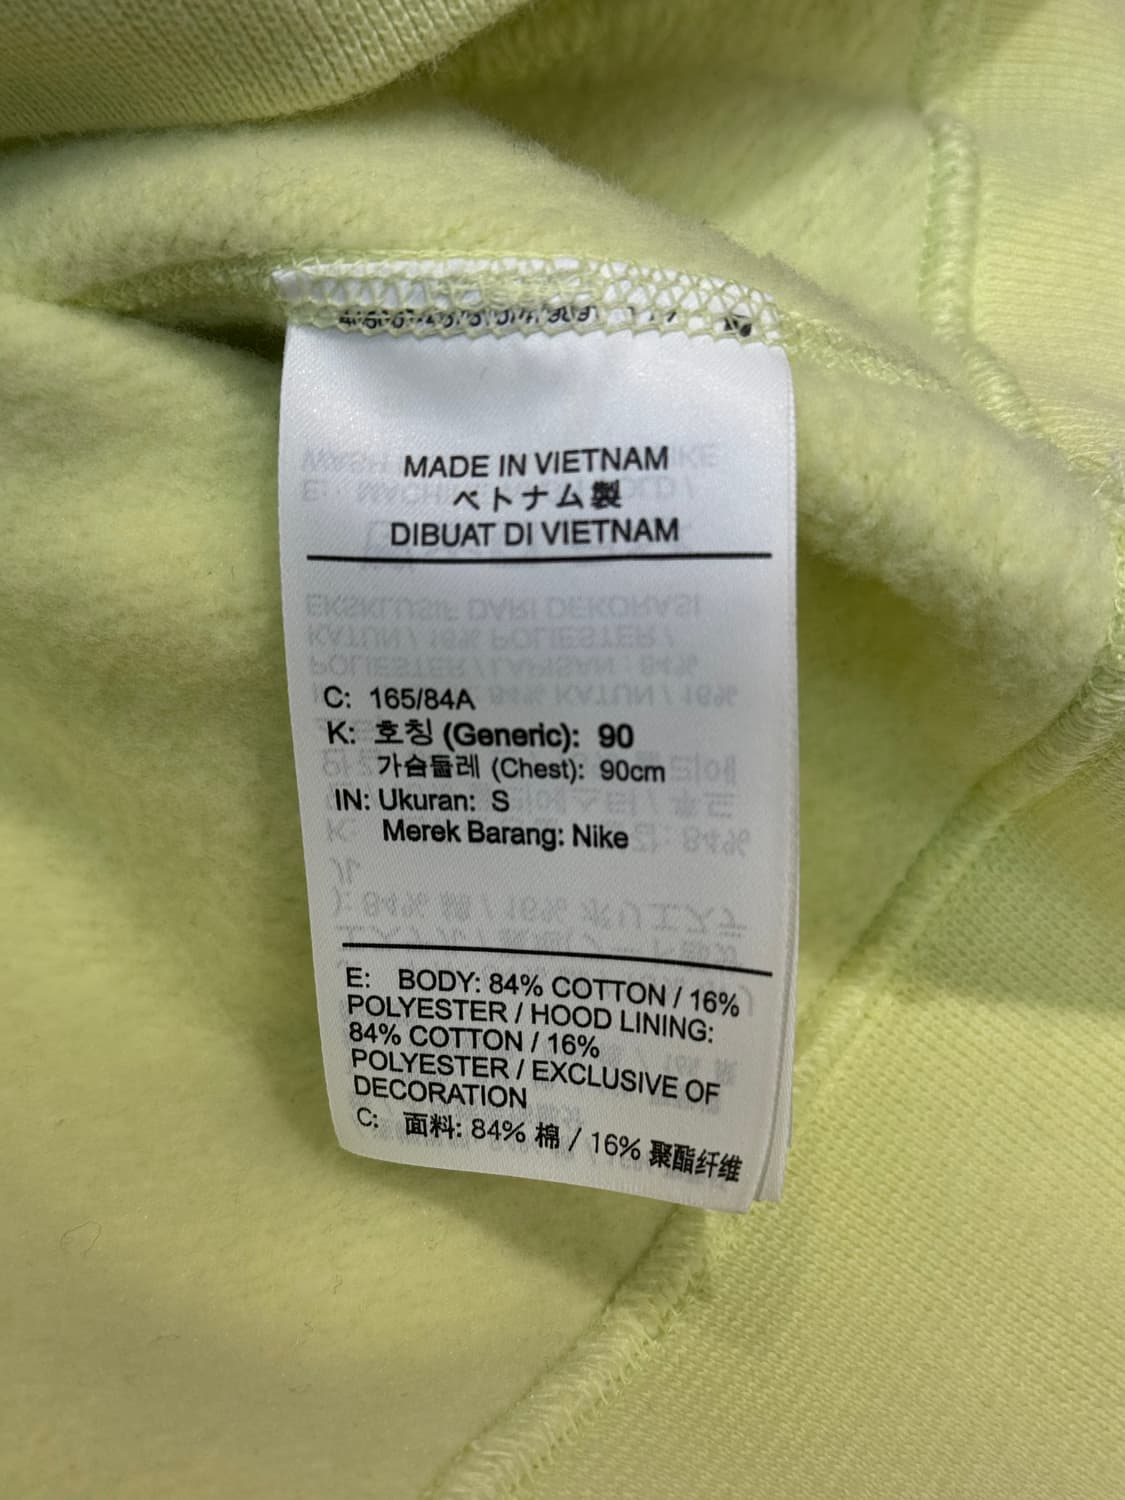 MADE IN VIETNAM
ベトナム製
DIBUAT DI VIETNAM
C: 165/84A
K: 호칭 (Generic): 90
가슴둘레 (Chest): 90cm
IN: Ukuran: S
Merek Barang: Nike
E: BODY: 84% COTTON / 16%
POLYESTER / HOOD LINING:
84% COTTON / 16%
POLYESTER / EXCLUSIVE OF
DECORATION
C: 面料: 84% 棉 / 16% 聚酯纤维